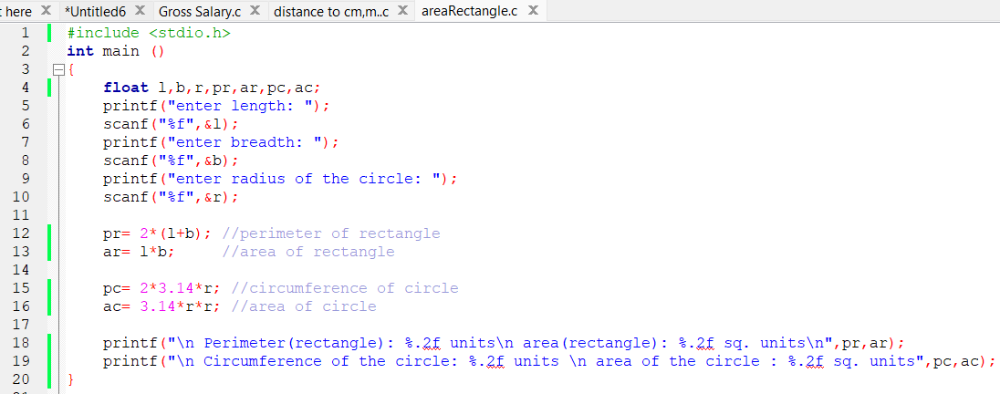 t here X *Untitled6 X Gross Salary.c X distance to cm,m..c X areaRectangle.c X
1 #include <stdio.h>
2 int main ()
3 {
4 float l,b,r,pr,ar,pc,ac;
5 printf("enter length: ");
6 scanf("%f",&l);
7 printf("enter breadth: ");
8 scanf("%f",&b);
9 printf("enter radius of the circle: ");
10 scanf("%f",&r);
11
12 pr= 2*(l+b); //perimeter of rectangle
13 ar= l*b; //area of rectangle
14
15 pc= 2*3.14*r; //circumference of circle
16 ac= 3.14*r*r; //area of circle
17
18 printf("\n Perimeter(rectangle): %.2f units\n area(rectangle): %.2f sq. units\n",pr,ar);
19 printf("\n Circumference of the circle: %.2f units \n area of the circle : %.2f sq. units",pc,ac);
20 }